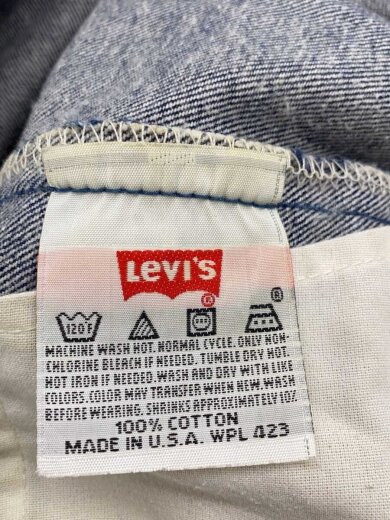 Levi's
®
®
120F
MACHINE WASH HOT. NORMAL CYCLE. ONLY NON-
CHLORINE BLEACH IF NEEDED. TUMBLE DRY HOT.
HOT IRON IF NEEDED. WASH AND DRY WITH LIKE
COLORS. COLOR MAY TRANSFER WHEN NEW. WASH
BEFORE WEARING. SHRINKS APPROXIMATELY 10%.
100% COTTON
MADE IN U.S.A. WPL 423